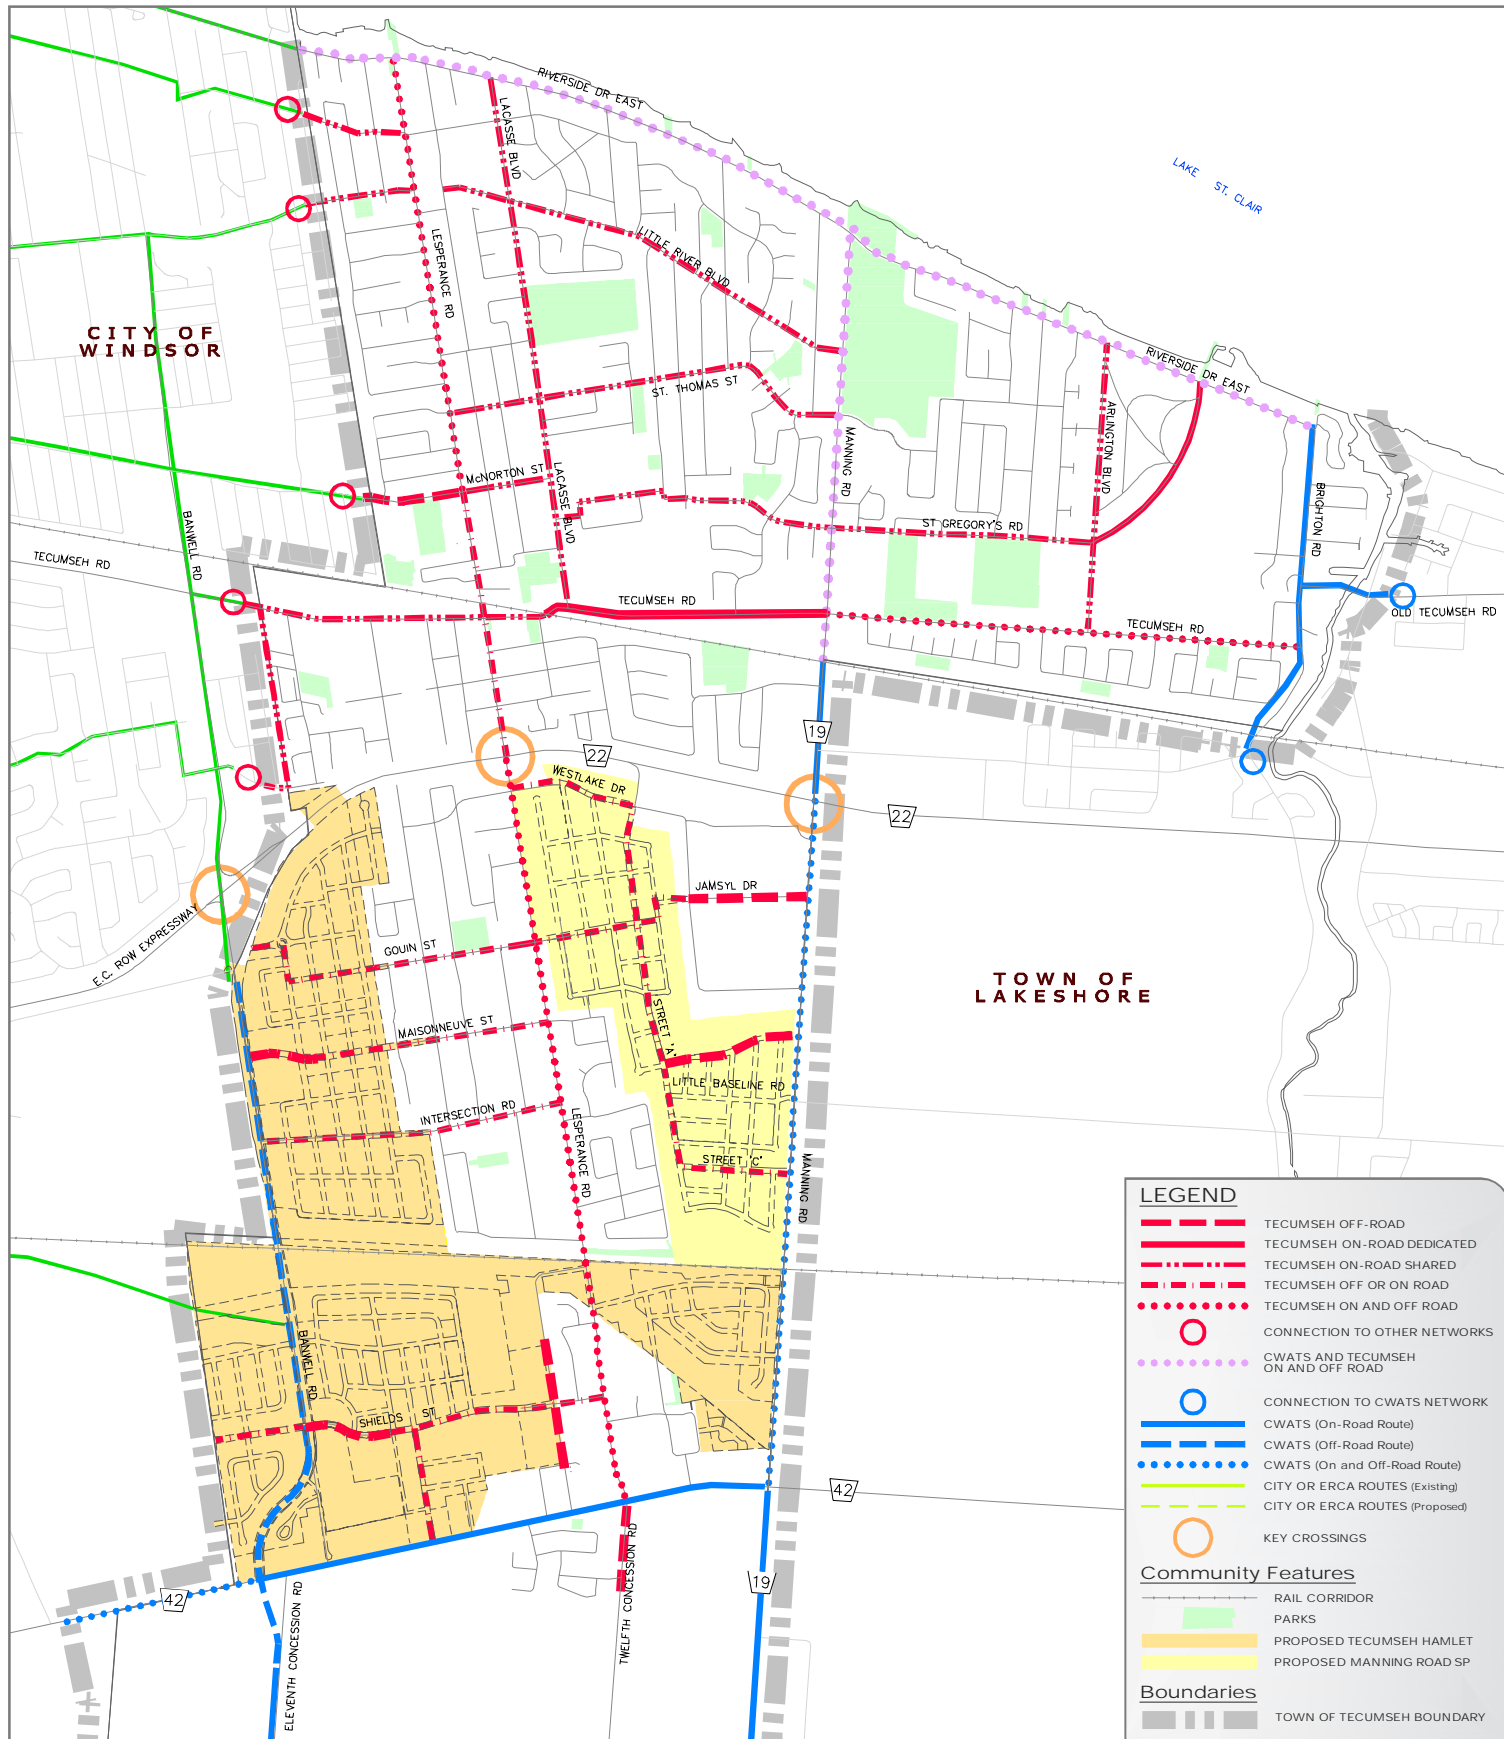 RIVERSIDE DR EAST
LACASSE BLVD
LAKE ST. CLAIR
LESPERANCE RD
LITTLE RIVER BLVD
CITY OF
WINDSOR
RIVERSIDE DR EAST
ST. THOMAS ST
ARLINGTON BLVD
MANNING RD
McNORTON ST
LACASSE BLVD
BRIGHTON RD
BANWELL RD
ST GREGORY'S RD
TECUMSEH RD
TECUMSEH RD
OLD TECUMSEH RD
TECUMSEH RD
19
22
WESTLAKE DR
22
JAMSYL DR
E.C. ROW EXPRESSWAY
GOUIN ST
TOWN OF
LAKESHORE
STREET 'A'
MAISONNEUVE ST
LITTLE BASELINE RD
INTERSECTION RD
LESPERANCE RD
STREET 'C'
MANNING RD
BANWELL RD
SHIELDS ST
42
42
19
TWELFTH CONCESSION RD
ELEVENTH CONCESSION RD
LEGEND
TECUMSEH OFF-ROAD
TECUMSEH ON-ROAD DEDICATED
TECUMSEH ON-ROAD SHARED
TECUMSEH OFF OR ON ROAD
TECUMSEH ON AND OFF ROAD
CONNECTION TO OTHER NETWORKS
CWATS AND TECUMSEH
ON AND OFF ROAD
CONNECTION TO CWATS NETWORK
CWATS (On-Road Route)
CWATS (Off-Road Route)
CWATS (On and Off-Road Route)
CITY OR ERCA ROUTES (Existing)
CITY OR ERCA ROUTES (Proposed)
KEY CROSSINGS
Community Features
RAIL CORRIDOR
PARKS
PROPOSED TECUMSEH HAMLET
PROPOSED MANNING ROAD SP
Boundaries
TOWN OF TECUMSEH BOUNDARY